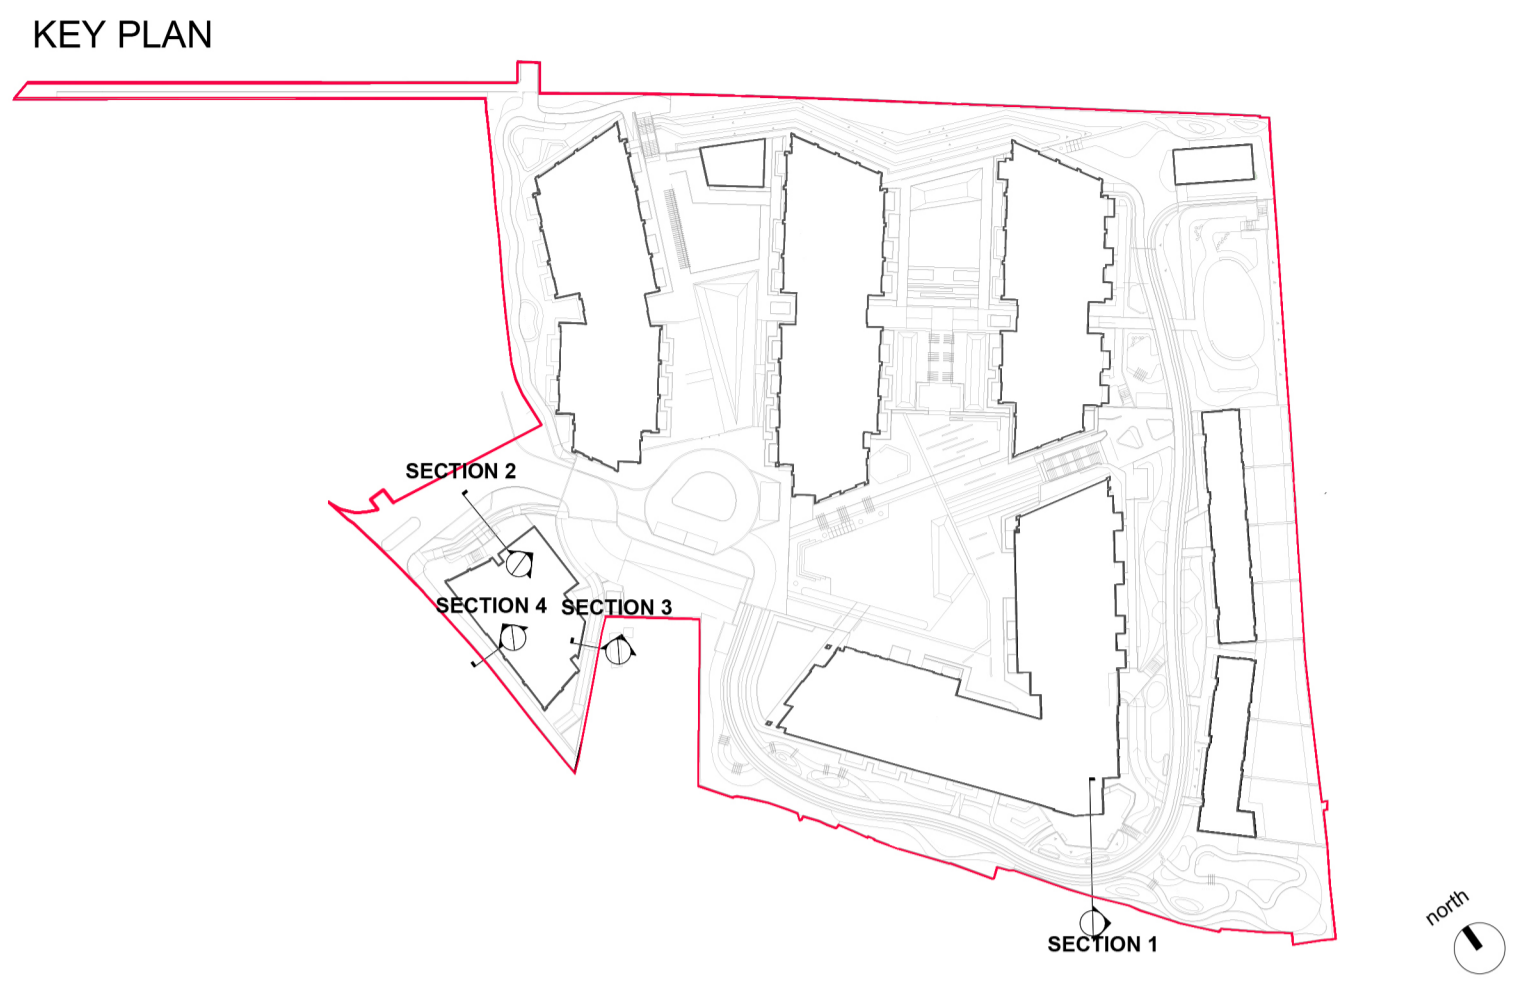 KEY PLAN
SECTION 2
SECTION 4
SECTION 3
SECTION 1
north